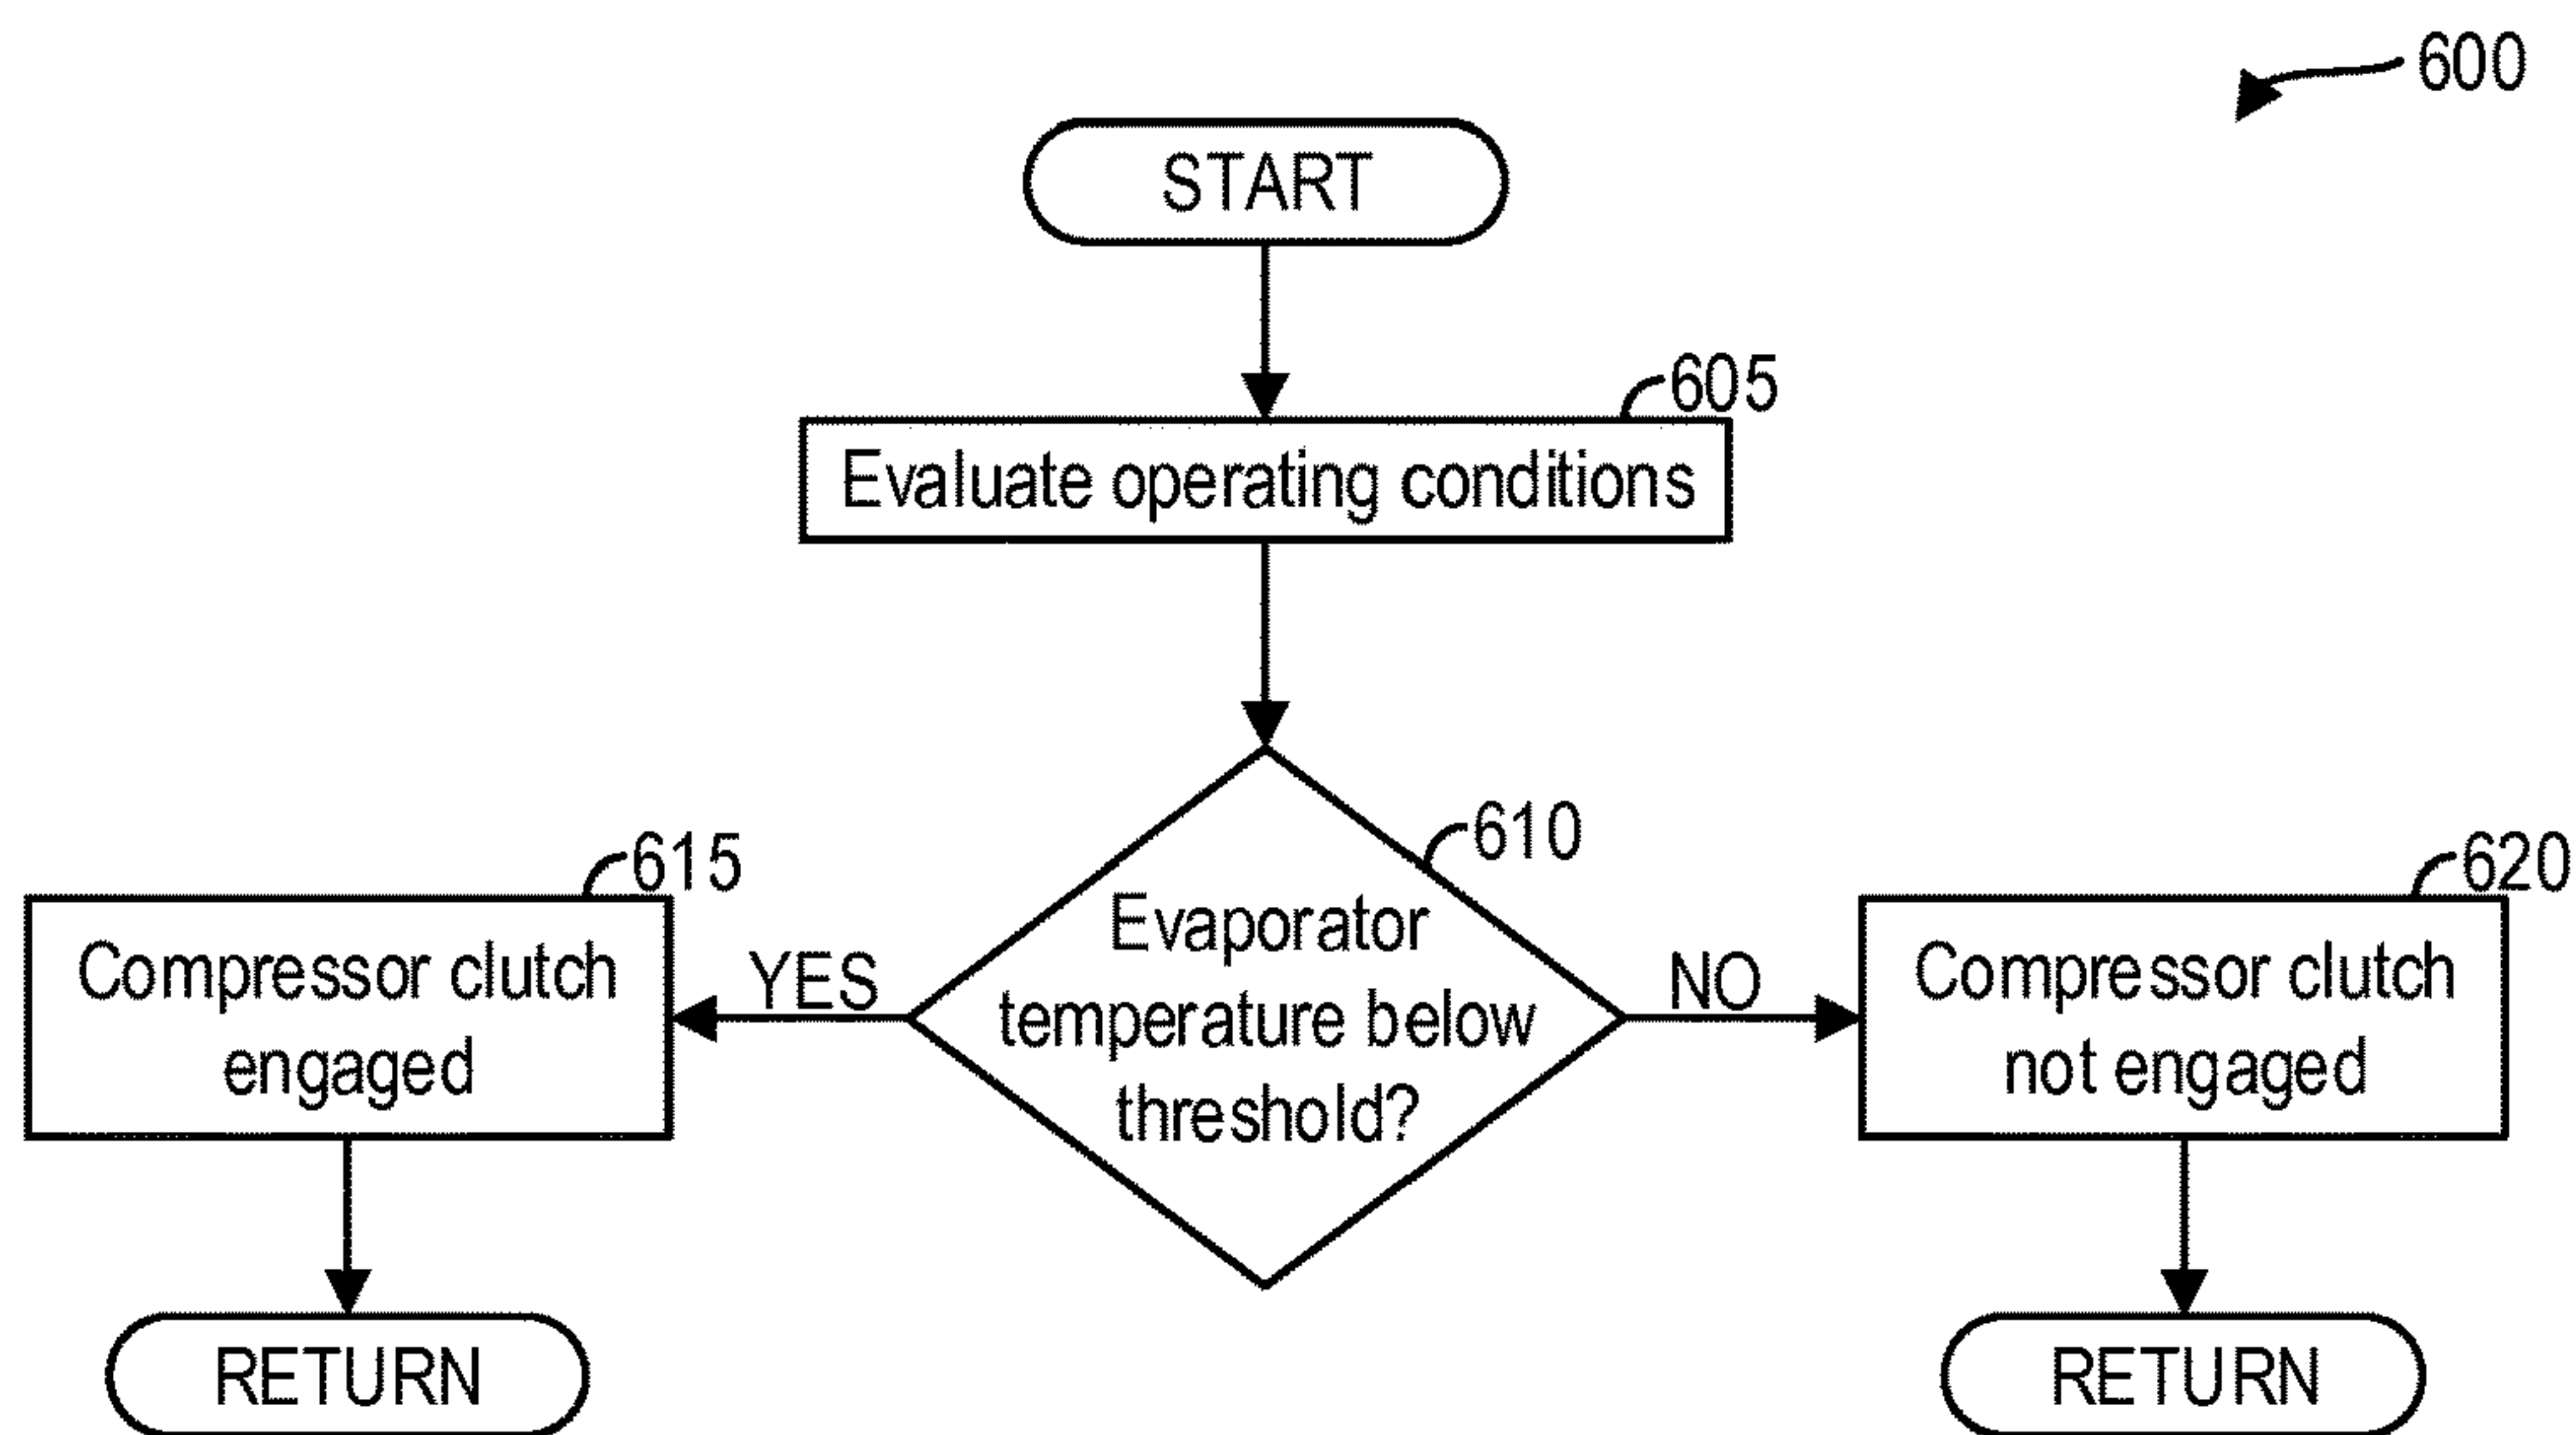 600
START
605
Evaluate operating conditions
610
Evaporator
temperature below
threshold?
YES
615
Compressor clutch
engaged
RETURN
NO
620
Compressor clutch
not engaged
RETURN